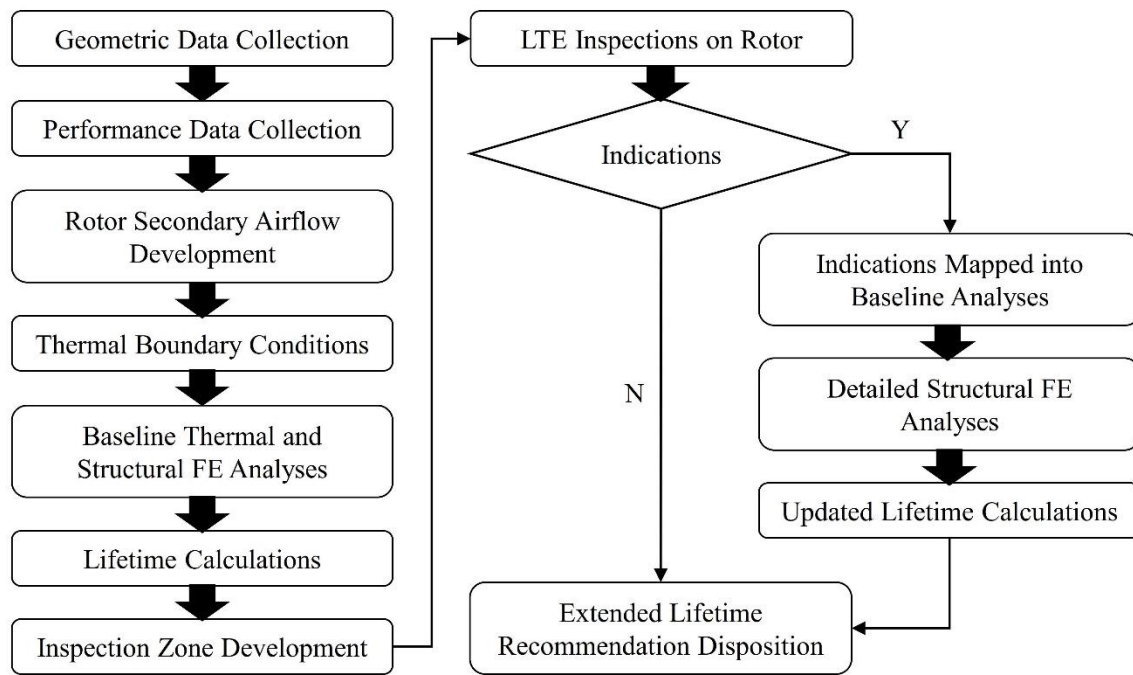 Geometric Data Collection
Performance Data Collection
Rotor Secondary Airflow
Development
Thermal Boundary Conditions
Baseline Thermal and
Structural FE Analyses
Lifetime Calculations
Inspection Zone Development
LTE Inspections on Rotor
Indications
Y
N
Indications Mapped into
Baseline Analyses
Detailed Structural FE
Analyses
Updated Lifetime Calculations
Extended Lifetime
Recommendation Disposition